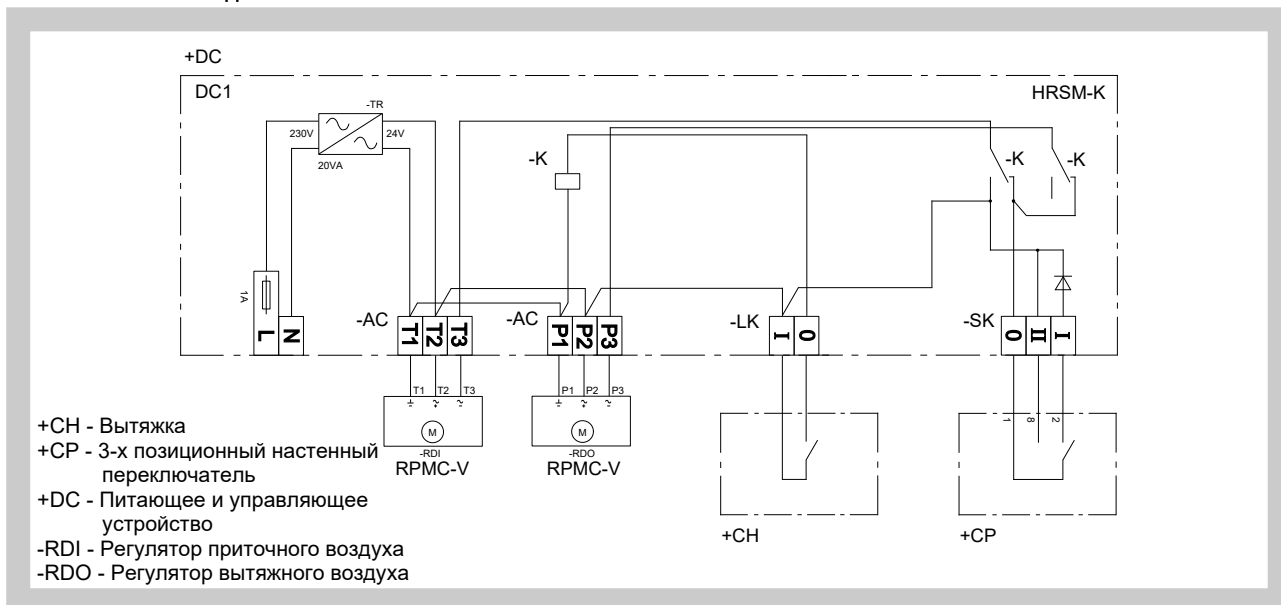 +DC
DC1
HRSM-K
-TR
230V
24V
20VA
-K
-K
-K
1A
L
N
-AC
T1
T2
T3
-AC
P1
P2
P3
-LK
I
0
-SK
0
II
I
T1
T2
T3
P1
P2
P3
M
M
-RDI
-RDO
RPMC-V
RPMC-V
1
8
2
+CH
+CP
+CH - Вытяжка
+CP - 3-х позиционный настенный
переключатель
+DC - Питающее и управляющее
устройство
-RDI - Регулятор приточного воздуха
-RDO - Регулятор вытяжного воздуха